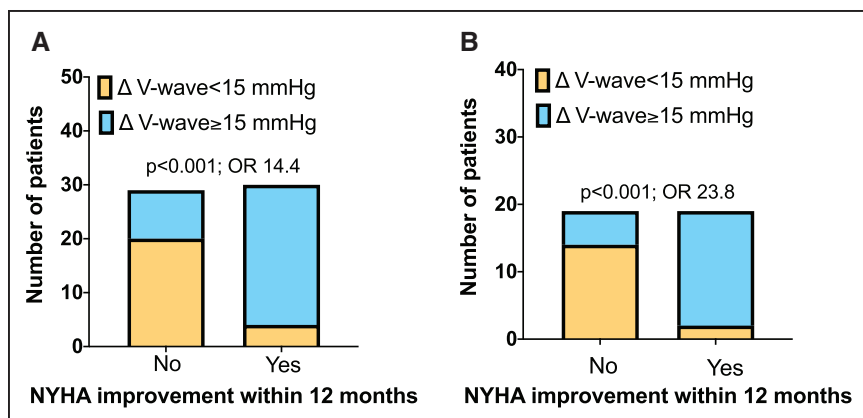 A
Δ V-wave<15 mmHg
Δ V-wave≥15 mmHg
p<0.001; OR 14.4
Number of patients
50
40
30
20
10
0
No
Yes
NYHA improvement within 12 months
B
Δ V-wave<15 mmHg
Δ V-wave≥15 mmHg
p<0.001; OR 23.8
Number of patients
40
30
20
10
0
No
Yes
NYHA improvement within 12 months